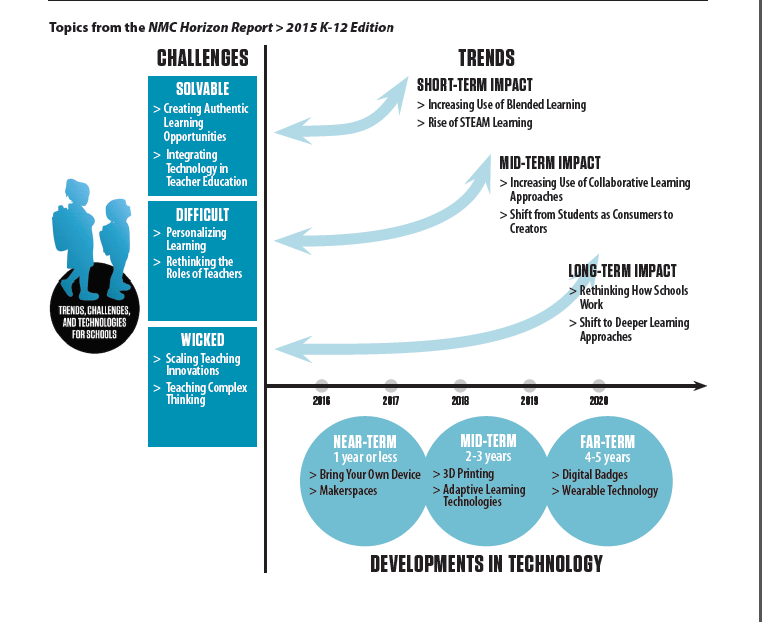 Topics from the NMC Horizon Report > 2015 K-12 Edition
CHALLENGES
SOLVABLE
> Creating Authentic
Learning
Opportunities
> Integrating
Technology in
Teacher Education
DIFFICULT
> Personalizing
Learning
> Rethinking the
Roles of Teachers
WICKED
> Scaling Teaching
Innovations
> Teaching Complex
Thinking
TRENDS, CHALLENGES,
AND TECHNOLOGIES
FOR SCHOOLS
TRENDS
SHORT-TERM IMPACT
> Increasing Use of Blended Learning
> Rise of STEAM Learning
MID-TERM IMPACT
> Increasing Use of Collaborative Learning
Approaches
> Shift from Students as Consumers to
Creators
LONG-TERM IMPACT
> Rethinking How Schools
Work
> Shift to Deeper Learning
Approaches
2016 2017 2018 2019 2020
NEAR-TERM
1 year or less
> Bring Your Own Device
> Makerspaces
MID-TERM
2-3 years
> 3D Printing
> Adaptive Learning
Technologies
FAR-TERM
4-5 years
> Digital Badges
> Wearable Technology
DEVELOPMENTS IN TECHNOLOGY